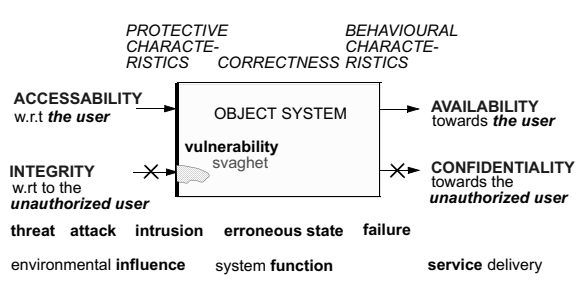 PROTECTIVE
CHARACTE-
RISTICS
CORRECTNESS
BEHAVIOURAL
CHARACTE-
RISTICS
ACCESSABILITY
w.r.t the user
OBJECT SYSTEM
AVAILABILITY
towards the user
vulnerability
svaghet
INTEGRITY
w.rt to the
unauthorized user
CONFIDENTIALITY
towards the
unauthorized user
threat attack intrusion erroneous state failure
environmental influence system function service delivery